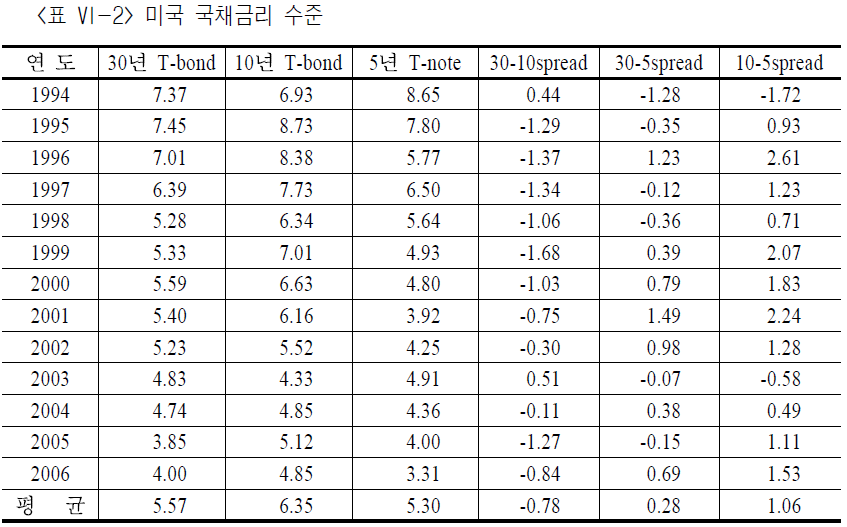 <표 VI-2> 미국 국채금리 수준
연 도 30년 T-bond 10년 T-bond 5년 T-note 30-10spread 30-5spread 10-5spread
1994 7.37 6.93 8.65 0.44 -1.28 -1.72
1995 7.45 8.73 7.80 -1.29 -0.35 0.93
1996 7.01 8.38 5.77 -1.37 1.23 2.61
1997 6.39 7.73 6.50 -1.34 -0.12 1.23
1998 5.28 6.34 5.64 -1.06 -0.36 0.71
1999 5.33 7.01 4.93 -1.68 0.39 2.07
2000 5.59 6.63 4.80 -1.03 0.79 1.83
2001 5.40 6.16 3.92 -0.75 1.49 2.24
2002 5.23 5.52 4.25 -0.30 0.98 1.28
2003 4.83 4.33 4.91 0.51 -0.07 -0.58
2004 4.74 4.85 4.36 -0.11 0.38 0.49
2005 3.85 5.12 4.00 -1.27 -0.15 1.11
2006 4.00 4.85 3.31 -0.84 0.69 1.53
평 균 5.57 6.35 5.30 -0.78 0.28 1.06